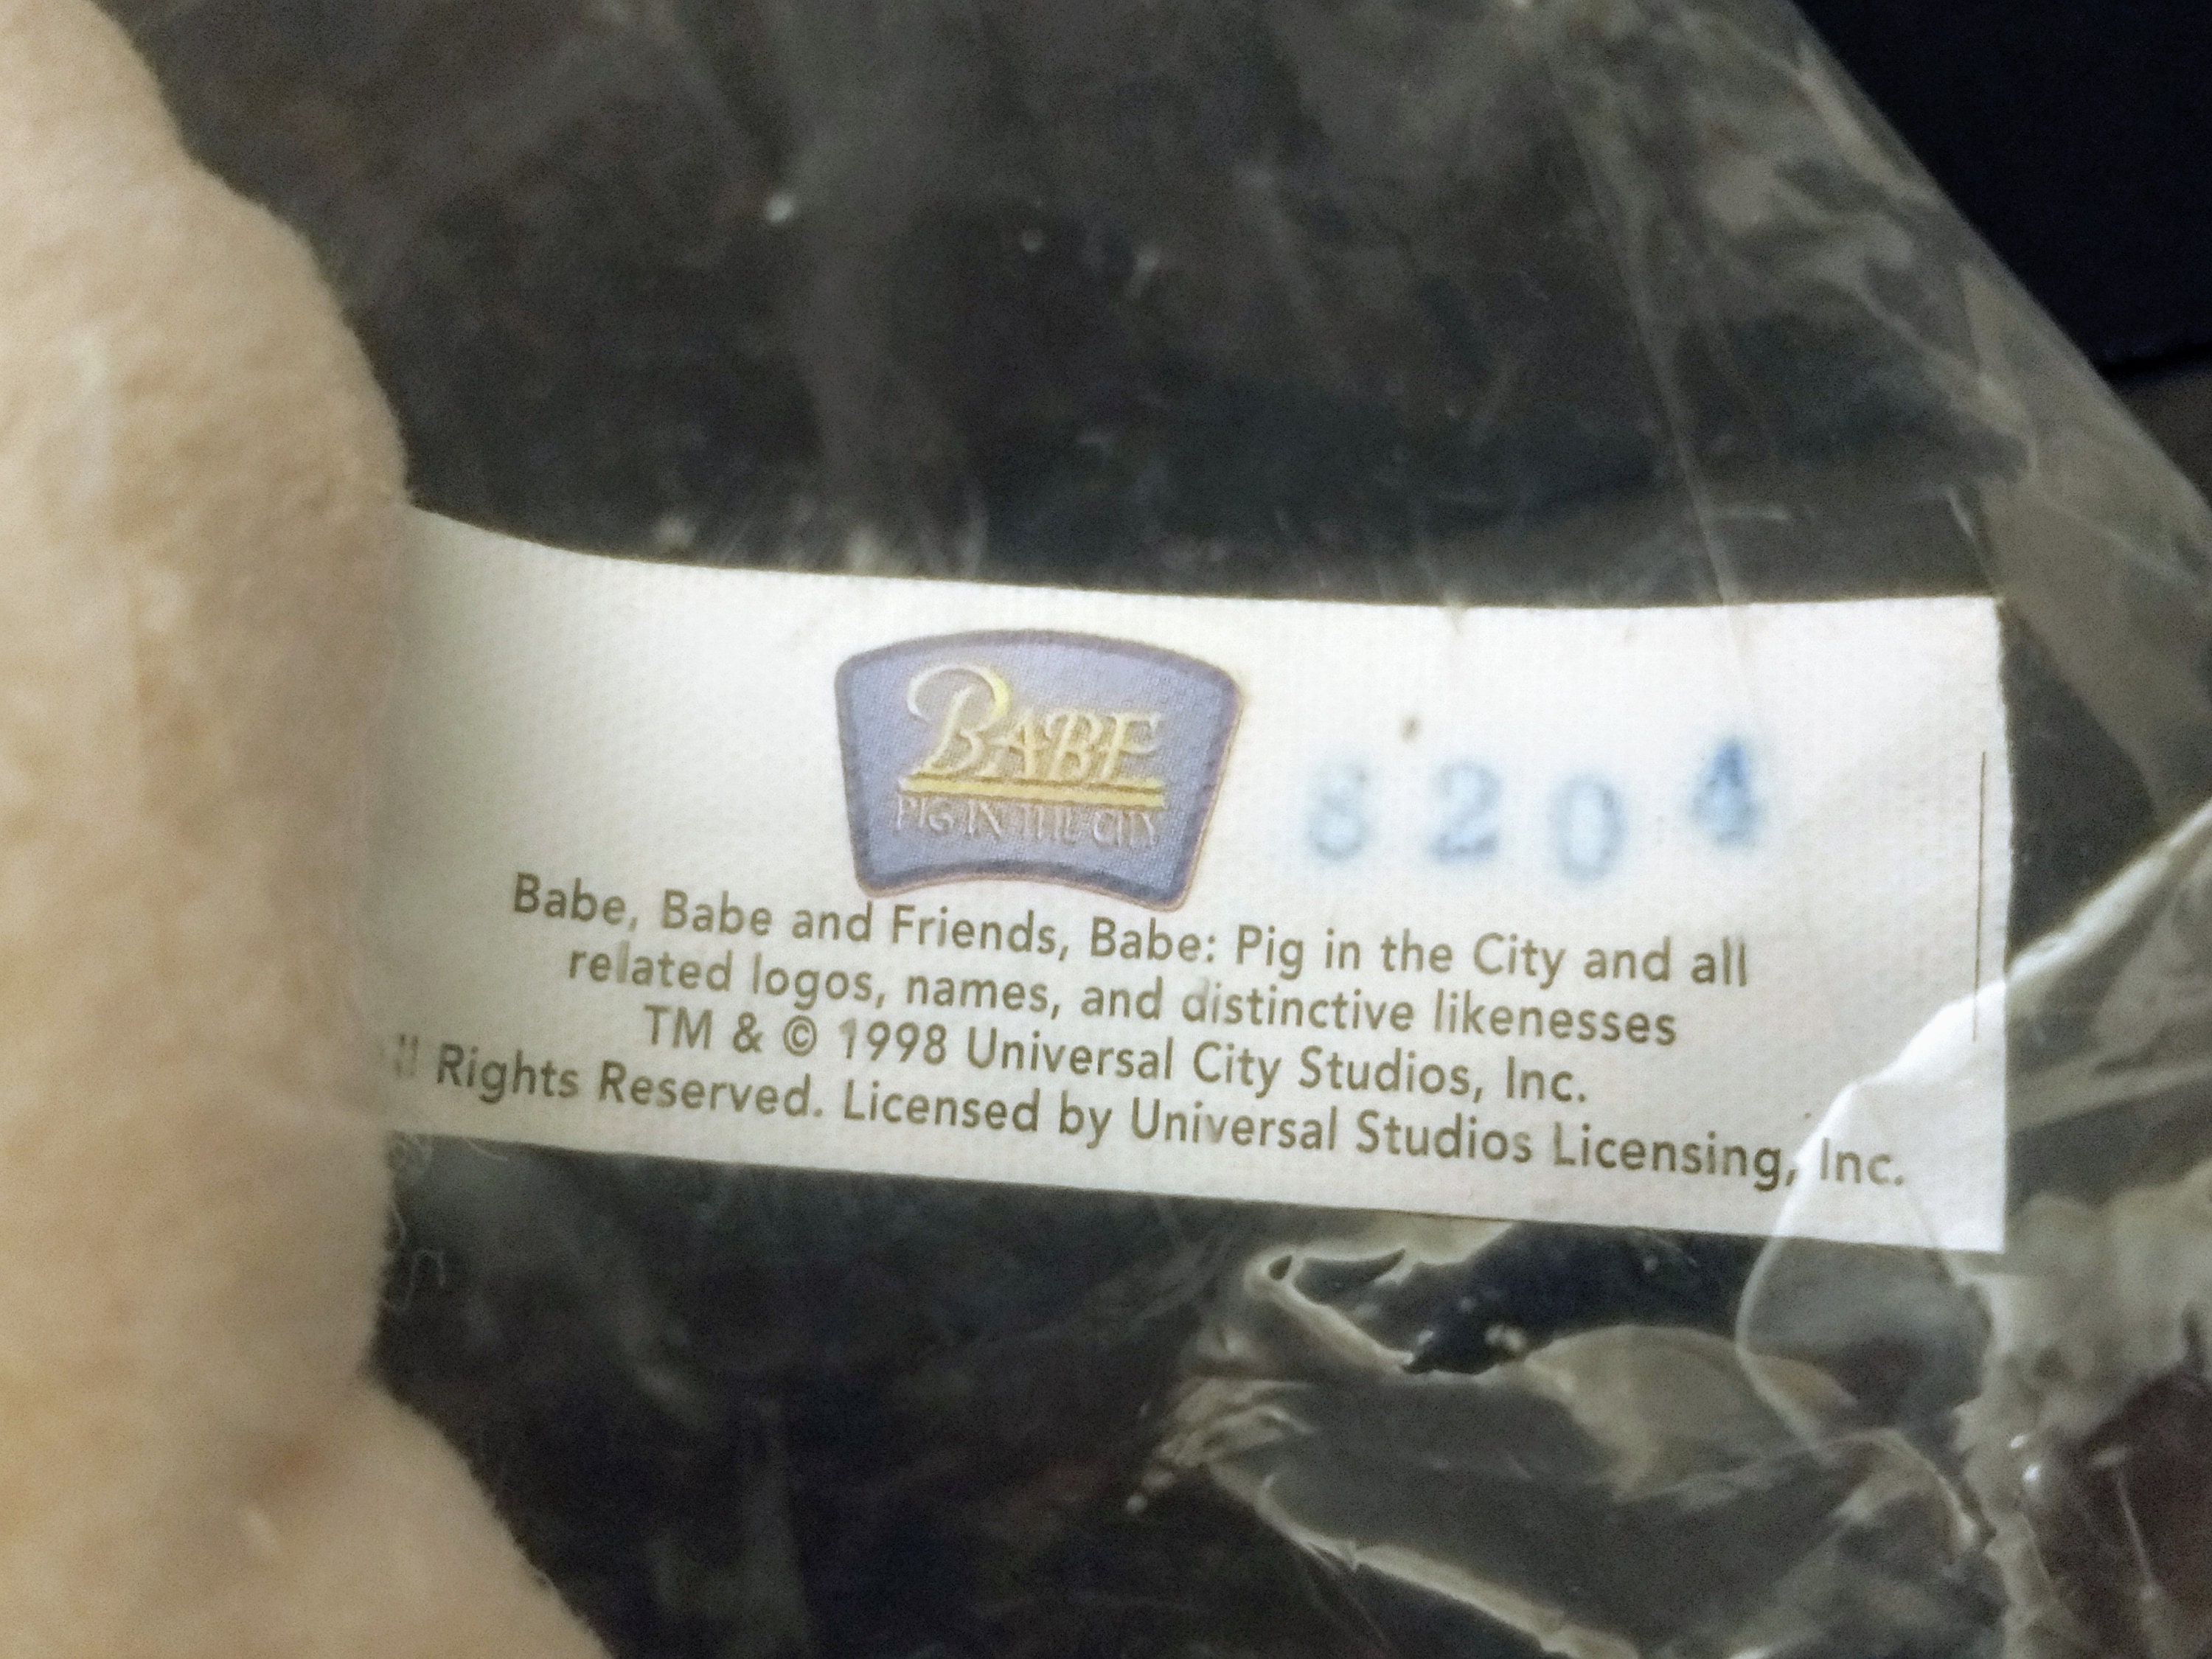 BABE
PIG IN THE CITY
8204
Babe, Babe and Friends, Babe: Pig in the City and all
related logos, names, and distinctive likenesses
TM & © 1998 Universal City Studios, Inc.
All Rights Reserved. Licensed by Universal Studios Licensing, Inc.